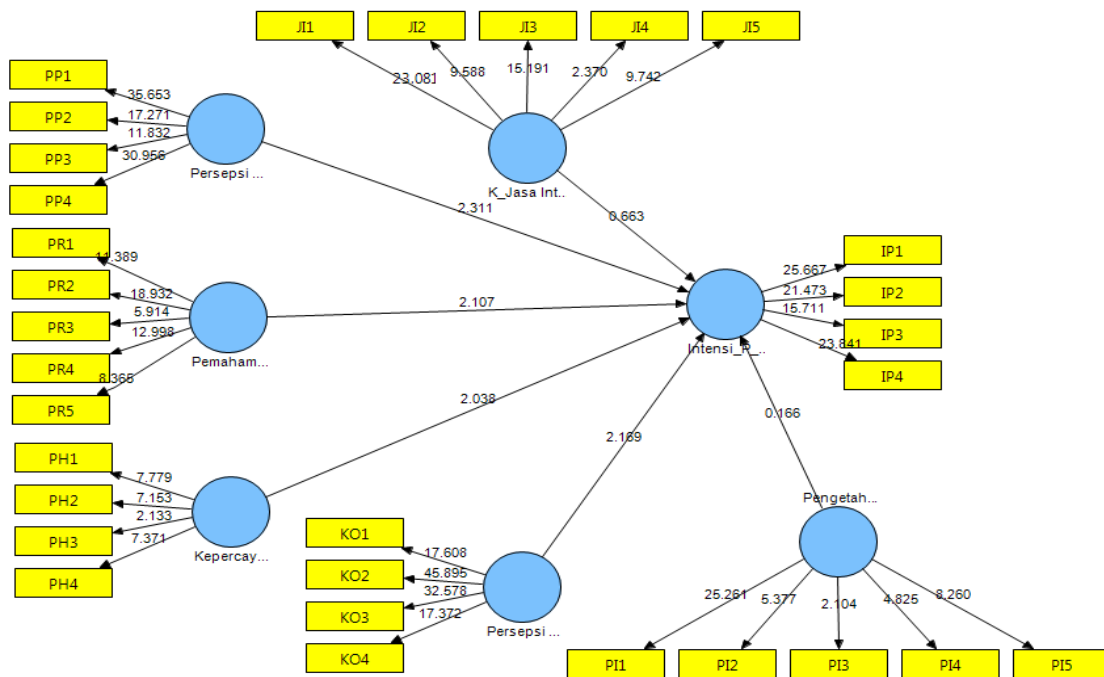 JI1
JI2
JI3
JI4
JI5
23.081
9.588
15.191
2.370
9.742
K_Jasa Int..
0.663
PP1
PP2
PP3
PP4
35.653
17.271
11.832
30.956
Persepsi ...
2.311
PR1
PR2
PR3
PR4
PR5
11.389
18.932
5.914
12.998
8.365
Pemaham...
2.107
IP1
IP2
IP3
IP4
25.667
21.473
15.711
23.841
Intensi_P_..
PH1
PH2
PH3
PH4
7.779
7.153
2.133
7.371
Kepercay...
2.038
KO1
KO2
KO3
KO4
17.608
45.895
32.578
17.372
Persepsi ...
2.169
Pengetah...
0.166
25.261
5.377
2.104
4.825
8.260
PI1
PI2
PI3
PI4
PI5